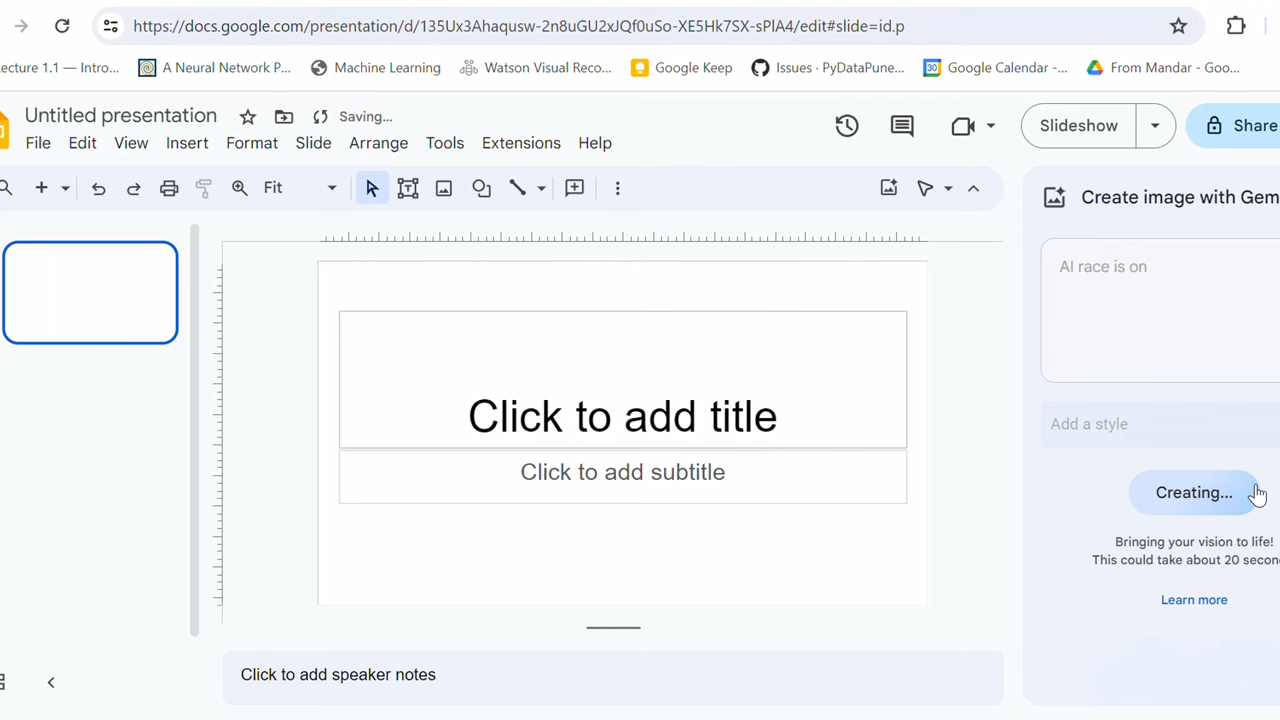 https://docs.google.com/presentation/d/135Ux3Ahaqusw-2n8uGU2xJQf0uSo-XE5Hk7SX-sPlA4/edit#slide=id.p
ecture 1.1 — Intro... A Neural Network P... Machine Learning Watson Visual Reco... Google Keep Issues · PyDataPune... 30 Google Calendar -... From Mandar - Goo...
Untitled presentation Saving...
Slideshow Share
File Edit View Insert Format Slide Arrange Tools Extensions Help
Fit
Create image with Gem
AI race is on
Click to add title
Add a style
Click to add subtitle
Creating...
Bringing your vision to life!
This could take about 20 secon
Learn more
Click to add speaker notes